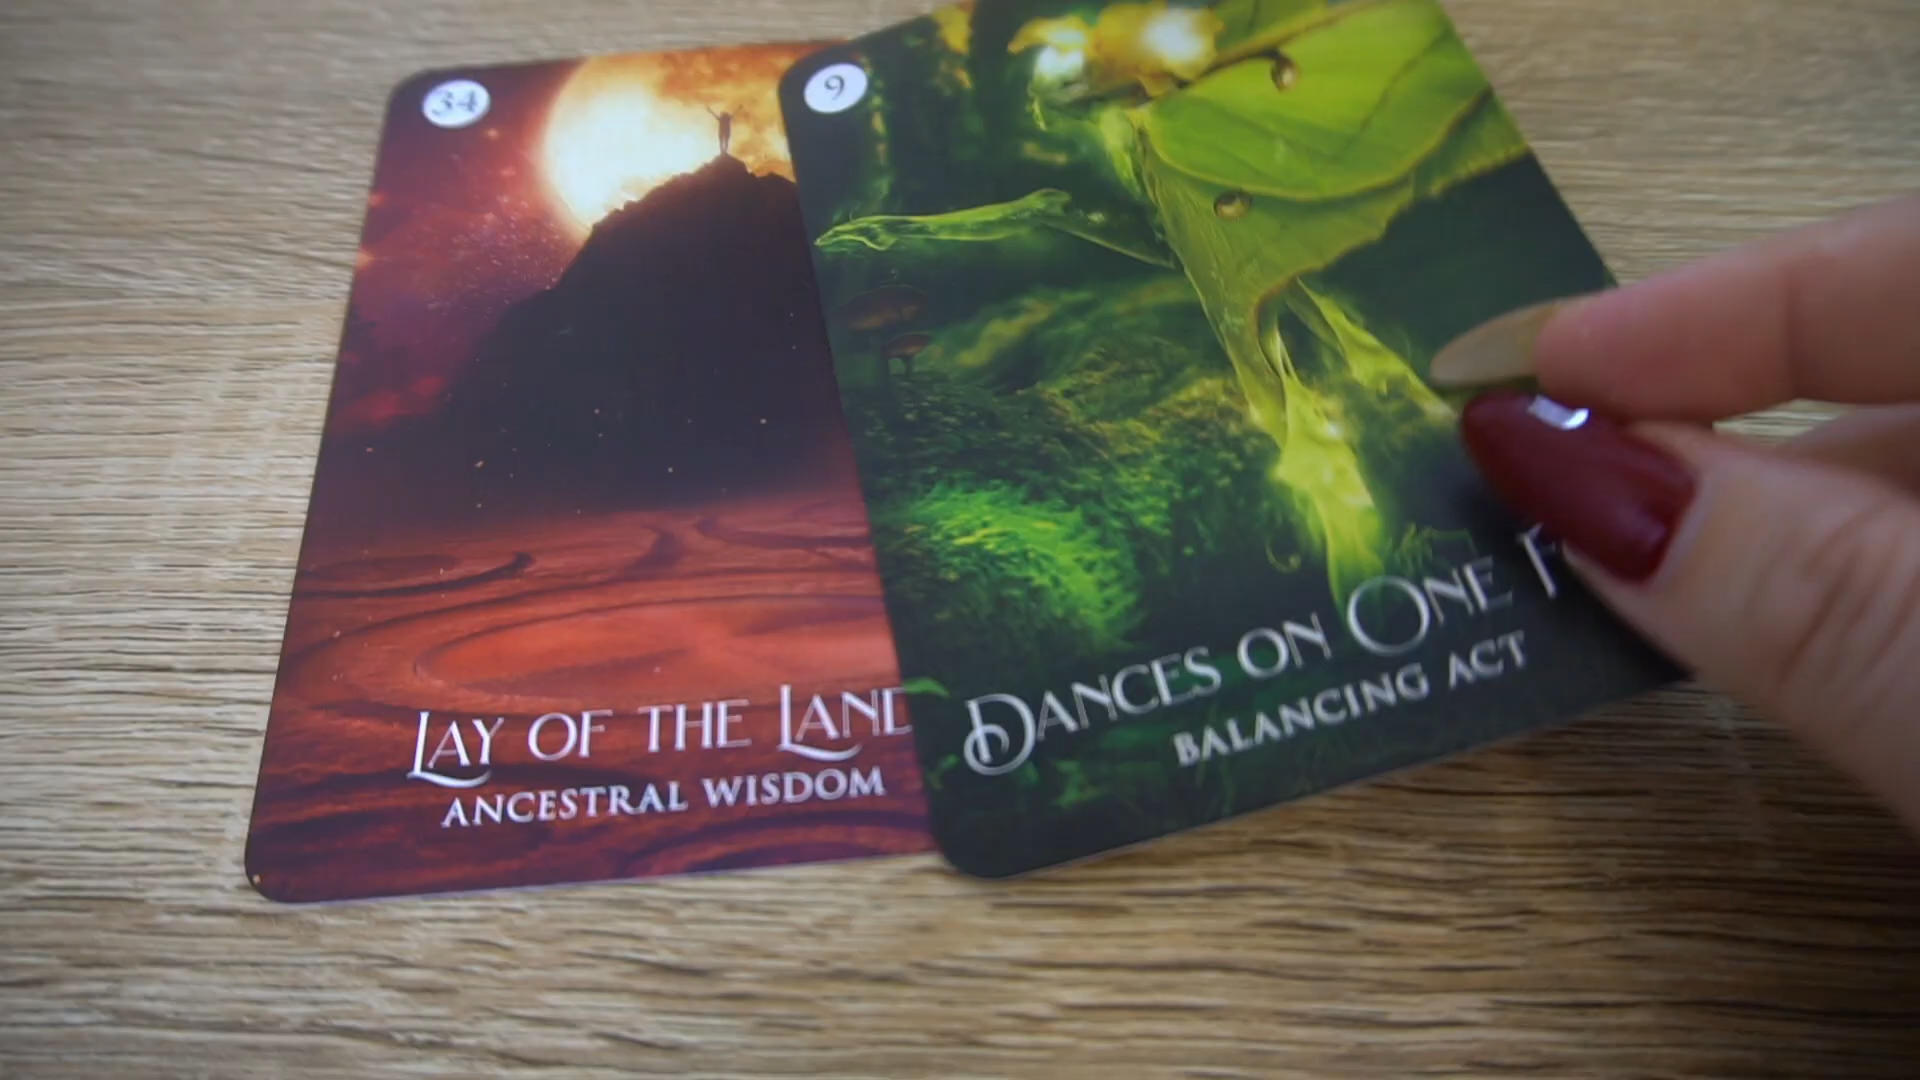 34
LAY OF THE LAND
ANCESTRAL WISDOM
9
DANCES ON ONE F
BALANCING ACT